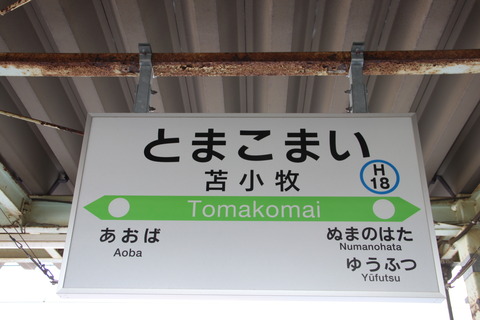 とまこまい
苫小牧
H
18
Tomakomai
あおば
Aoba
ぬまのはた
Numanohata
ゆうふつ
Yūfutsu